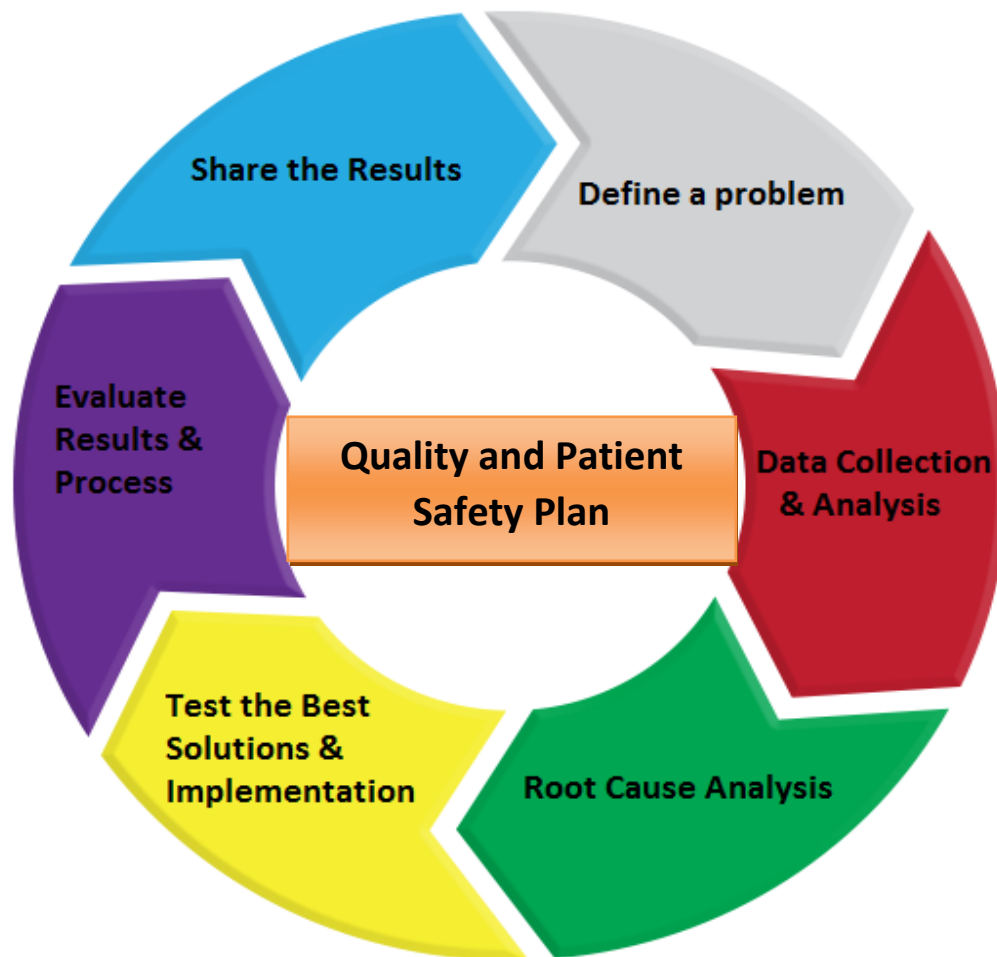 Share the Results
Define a problem
Data Collection
& Analysis
Root Cause Analysis
Test the Best
Solutions &
Implementation
Evaluate
Results &
Process
Quality and Patient
Safety Plan